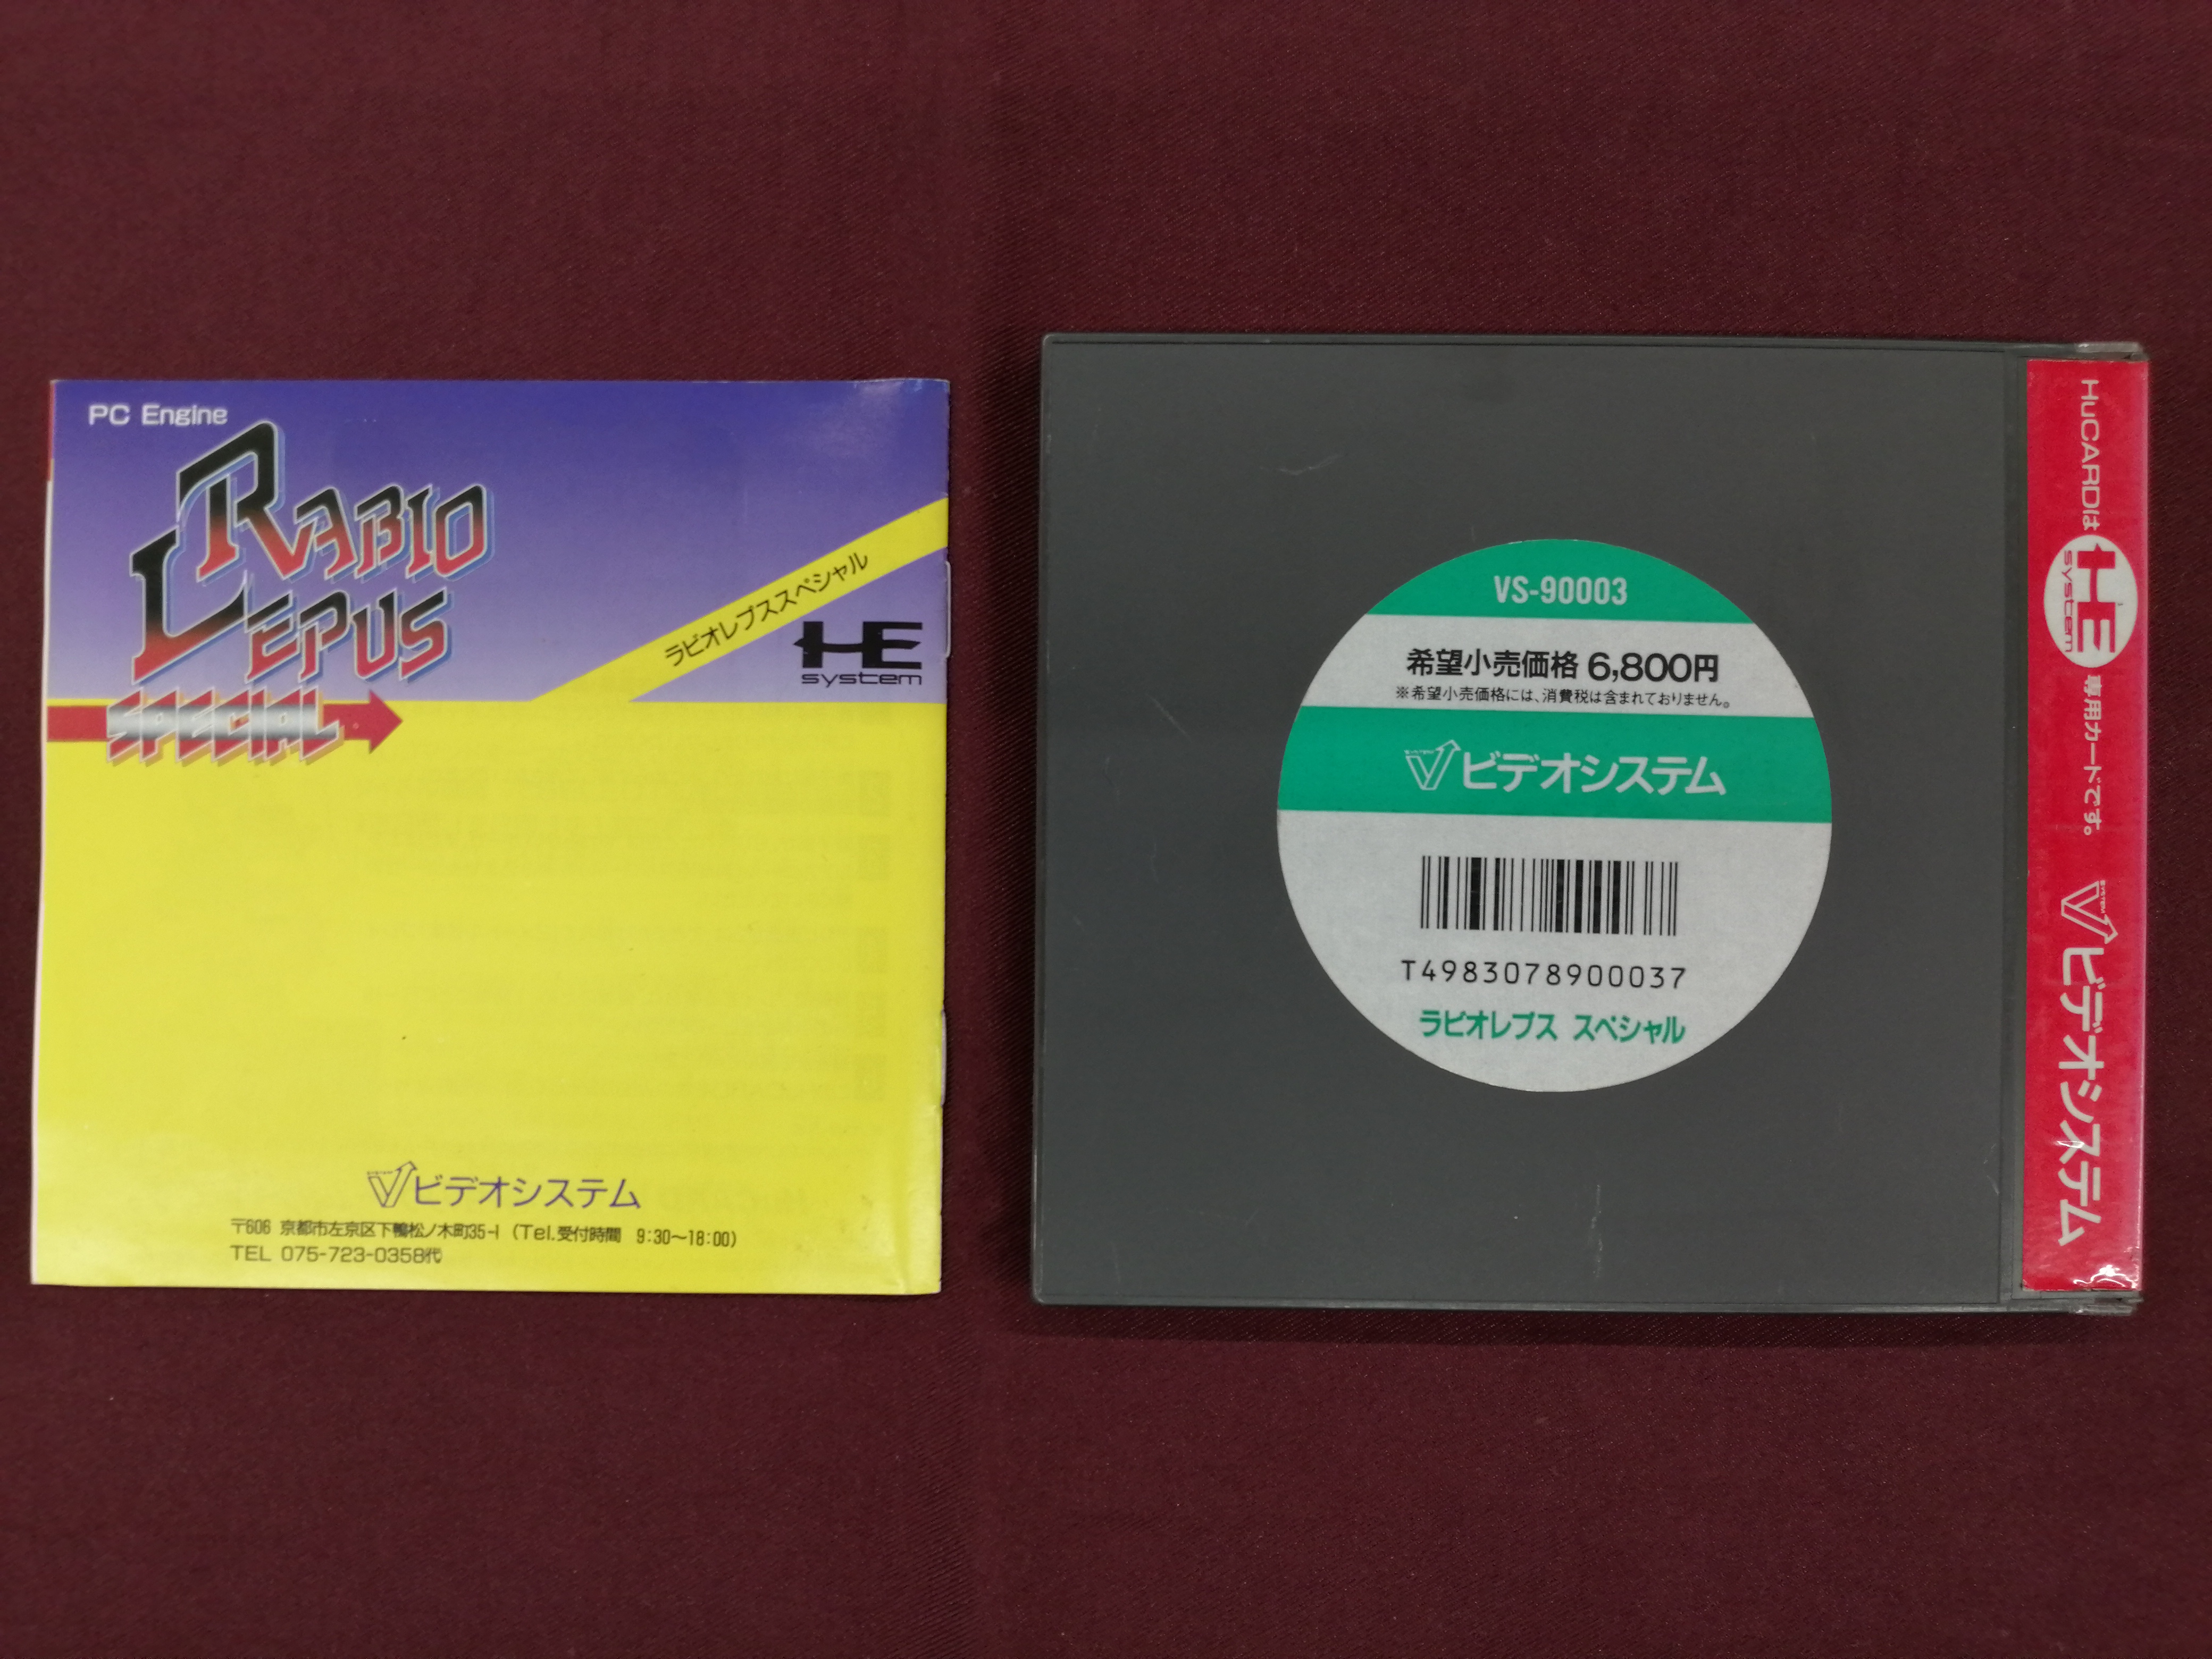 PC Engine
RABIO
LEPUS
SPECIAL
ラビオレプススペシャル
HE
system
ビデオシステム
〒606 京都市左京区下鴨松ノ木町35-1 (Tel.受付時間 9:30〜18:00)
TEL 075-723-0358代
VS-90003
希望小売価格 6,800円
※希望小売価格には、消費税は含まれておりません。
ビデオシステム
T4983078900037
ラビオレプス スペシャル
HuCARDは HE system 専用カードです。 ビデオシステム